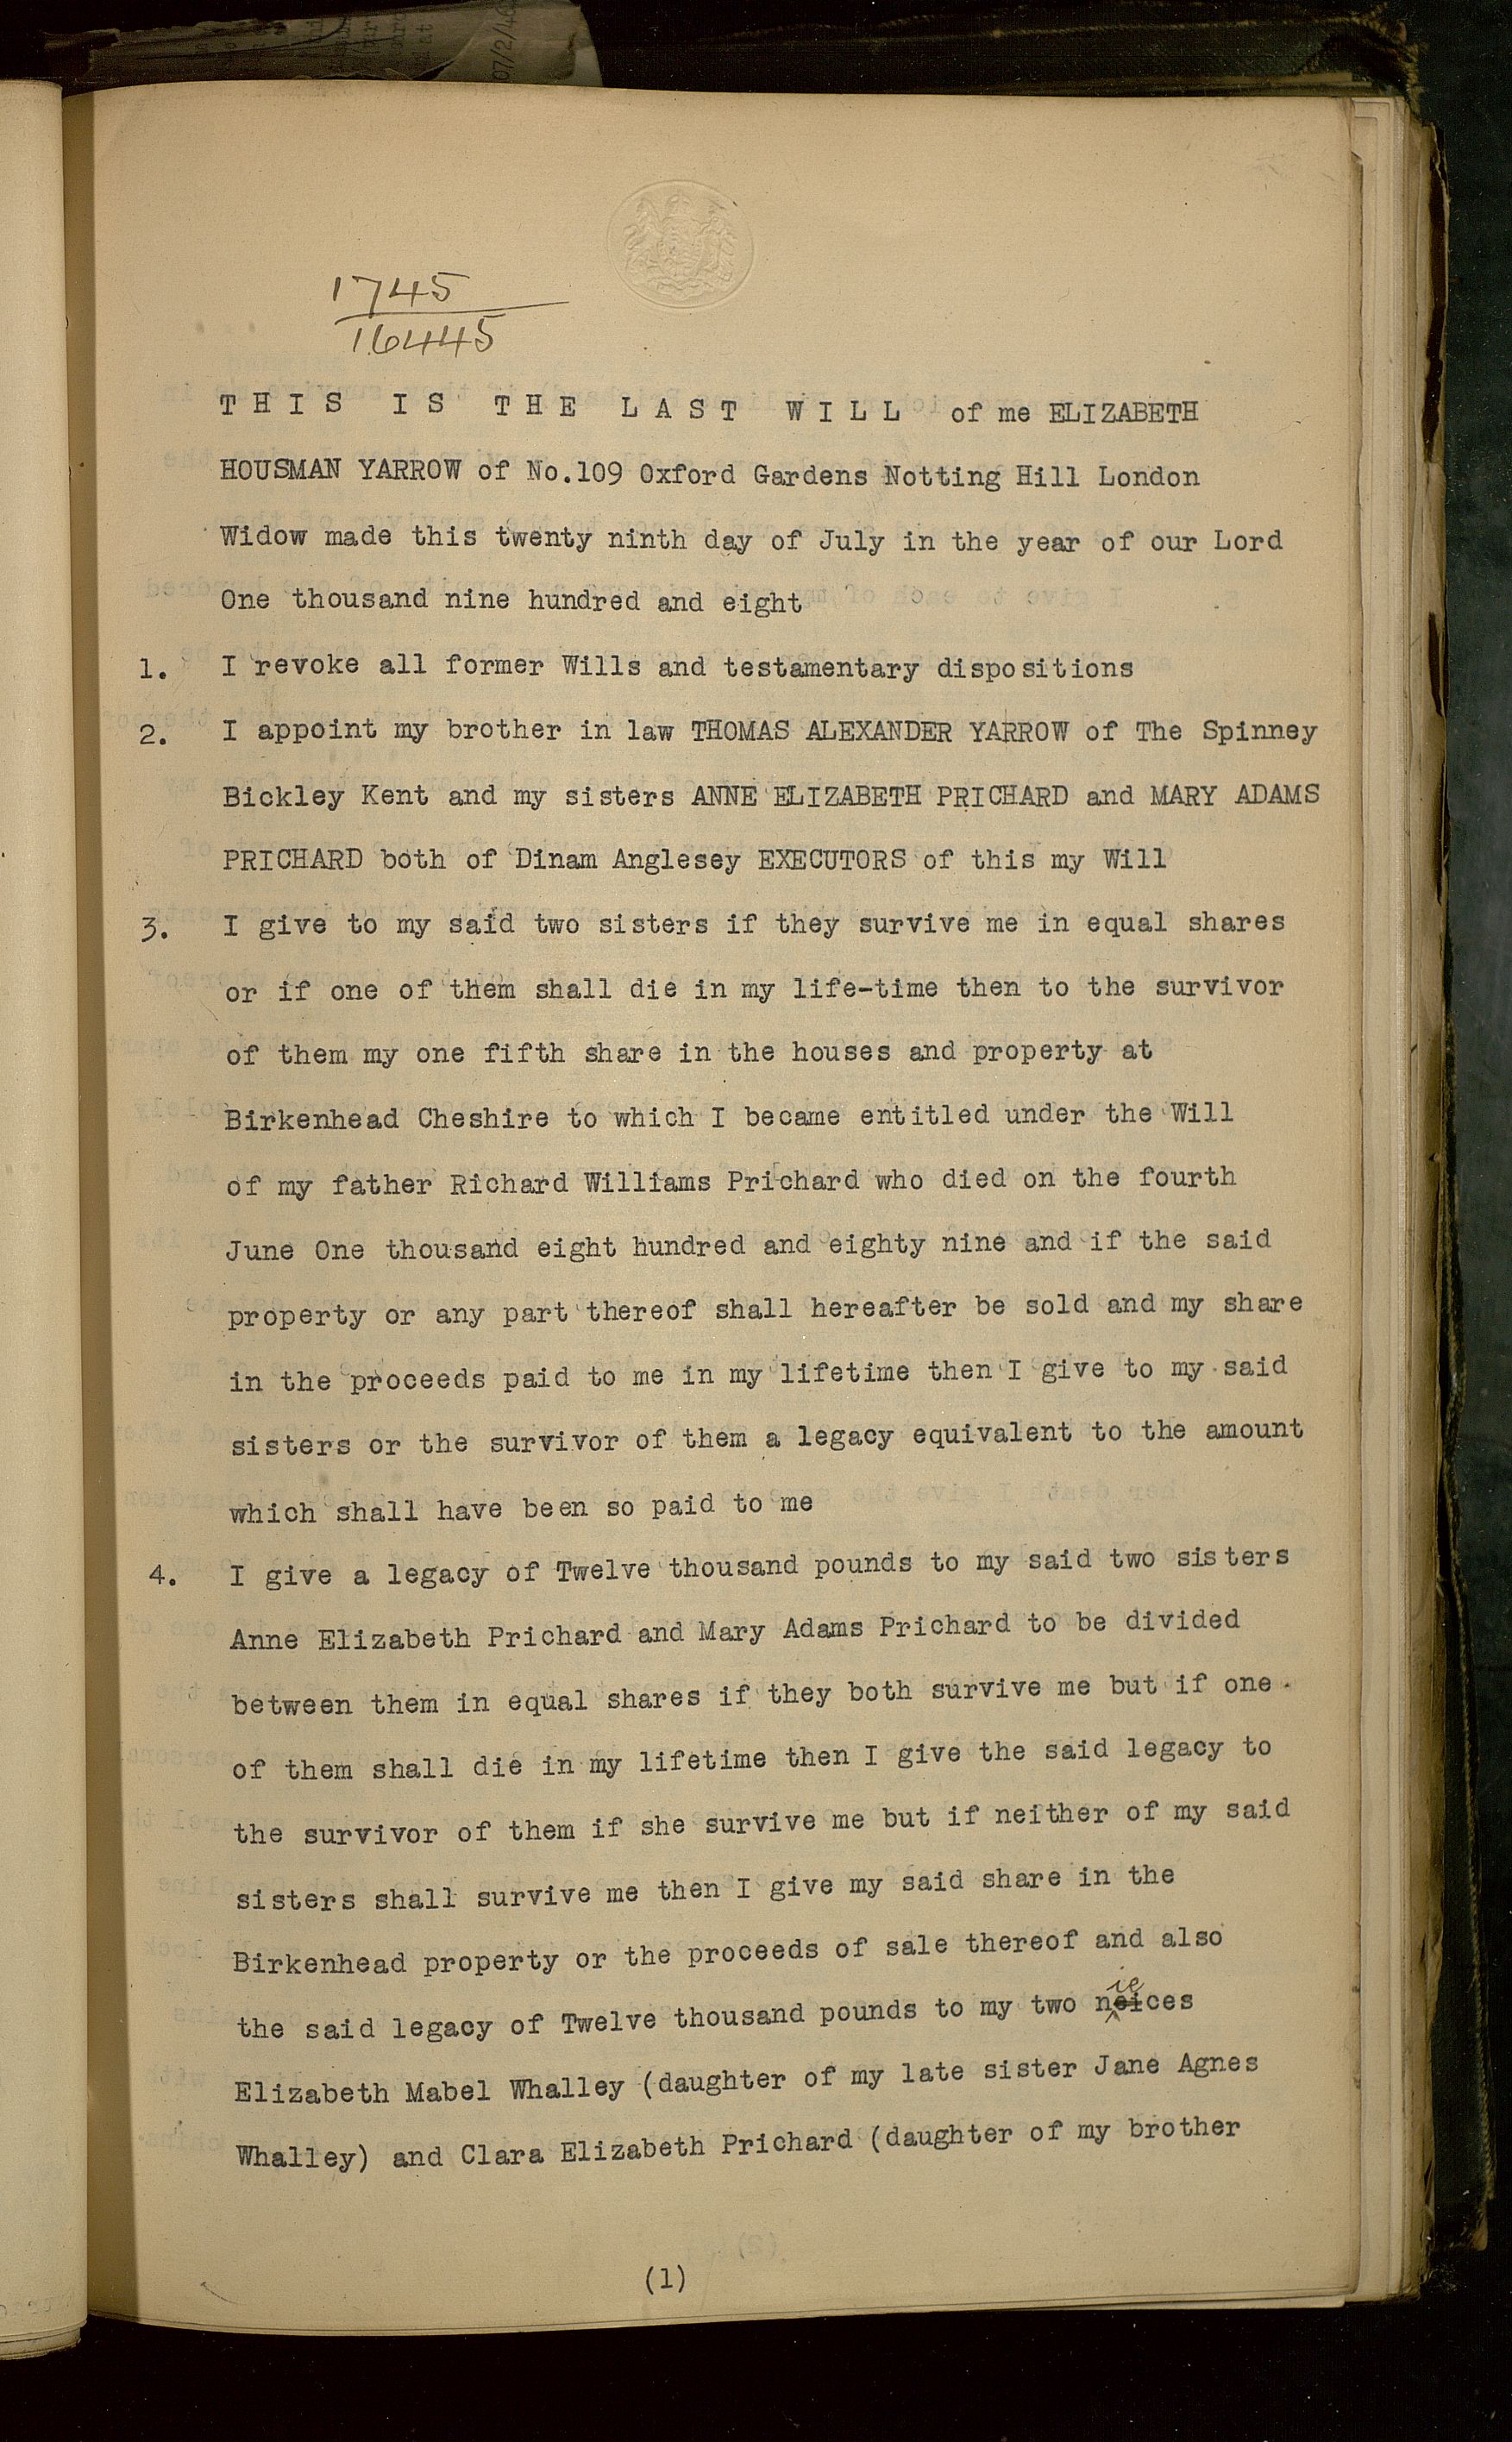 07/2/46
1745
16445
THIS IS THE LAST WILL of me ELIZABETH
HOUSMAN YARROW of No.109 Oxford Gardens Notting Hill London
Widow made this twenty ninth day of July in the year of our Lord
One thousand nine hundred and eight
1. I revoke all former Wills and testamentary dispositions
2. I appoint my brother in law THOMAS ALEXANDER YARROW of The Spinney
Bickley Kent and my sisters ANNE ELIZABETH PRICHARD and MARY ADAMS
PRICHARD both of Dinam Anglesey EXECUTORS of this my Will
3. I give to my said two sisters if they survive me in equal shares
or if one of them shall die in my life-time then to the survivor
of them my one fifth share in the houses and property at
Birkenhead Cheshire to which I became entitled under the Will
of my father Richard Williams Prichard who died on the fourth
June One thousand eight hundred and eighty nine and if the said
property or any part thereof shall hereafter be sold and my share
in the proceeds paid to me in my lifetime then I give to my said
sisters or the survivor of them a legacy equivalent to the amount
which shall have been so paid to me
4. I give a legacy of Twelve thousand pounds to my said two sisters
Anne Elizabeth Prichard and Mary Adams Prichard to be divided
between them in equal shares if they both survive me but if one
of them shall die in my lifetime then I give the said legacy to
the survivor of them if she survive me but if neither of my said
sisters shall survive me then I give my said share in the
Birkenhead property or the proceeds of sale thereof and also
the said legacy of Twelve thousand pounds to my two nieces
Elizabeth Mabel Whalley (daughter of my late sister Jane Agnes
Whalley) and Clara Elizabeth Prichard (daughter of my brother
(1)